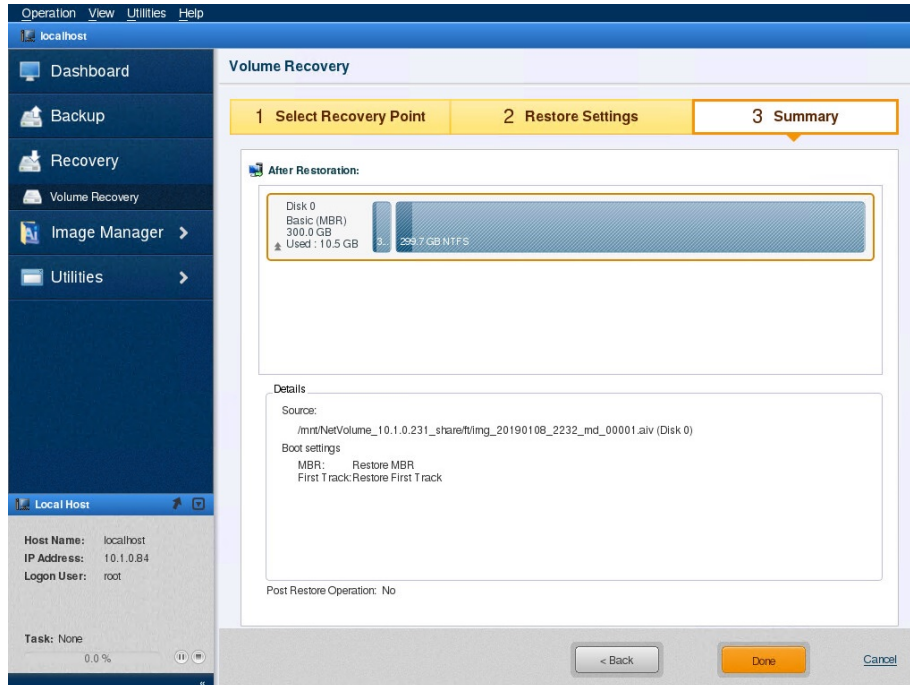 Operation View Utilities Help
localhost
Dashboard
Backup
Recovery
Volume Recovery
Image Manager
Utilities
Local Host
Host Name: localhost
IP Address: 10.1.0.84
Logon User: root
Task: None
0.0 %
«
Volume Recovery
1 Select Recovery Point
2 Restore Settings
3 Summary
After Restoration:
Disk 0
Basic (MBR)
300.0 GB
Used : 10.5 GB
3...
299.7 GB NTFS
Details
Source:
/mnt/NetVolume_10.1.0.231_share/ft/img_20190108_2232_md_00001.aiv (Disk 0)
Boot settings
MBR: Restore MBR
First Track: Restore First Track
Post Restore Operation: No
< Back
Done
Cancel